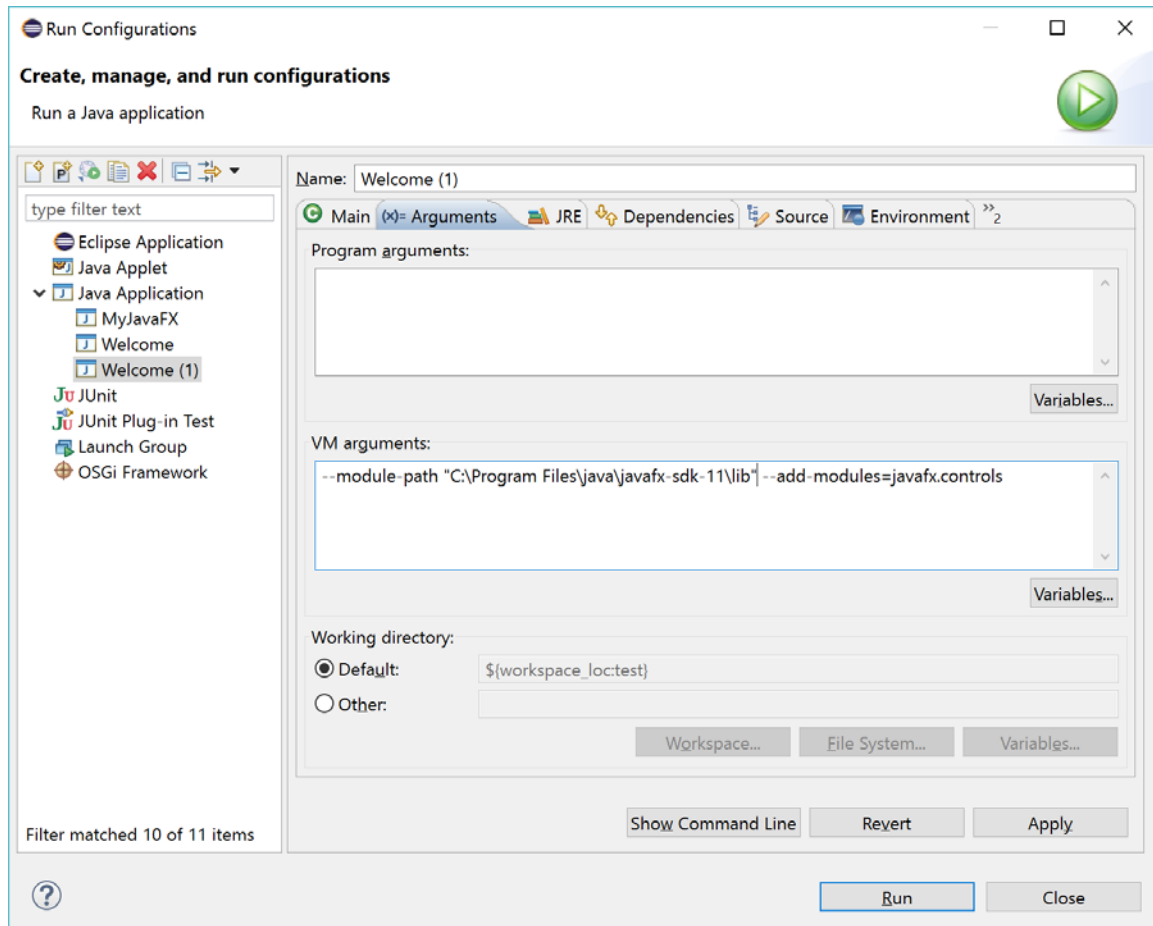 Run Configurations
Create, manage, and run configurations
Run a Java application
type filter text
Eclipse Application
Java Applet
Java Application
MyJavaFX
Welcome
Welcome (1)
JUnit
JUnit Plug-in Test
Launch Group
OSGi Framework
Filter matched 10 of 11 items
Name: Welcome (1)
Main (x)= Arguments JRE Dependencies Source Environment »2
Program arguments:
Variables...
VM arguments:
--module-path "C:\Program Files\java\javafx-sdk-11\lib" --add-modules=javafx.controls
Variables...
Working directory:
Default: ${workspace_loc:test}
Other:
Workspace... File System... Variables...
Show Command Line Revert Apply
Run Close